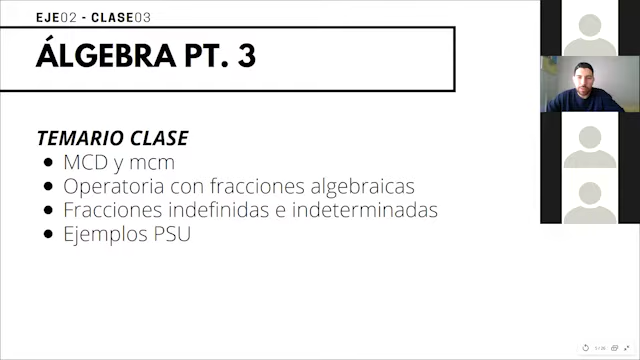 EJE02 - CLASE03
ÁLGEBRA PT. 3
TEMARIO CLASE
MCD y mcm
Operatoria con fracciones algebraicas
Fracciones indefinidas e indeterminadas
Ejemplos PSU